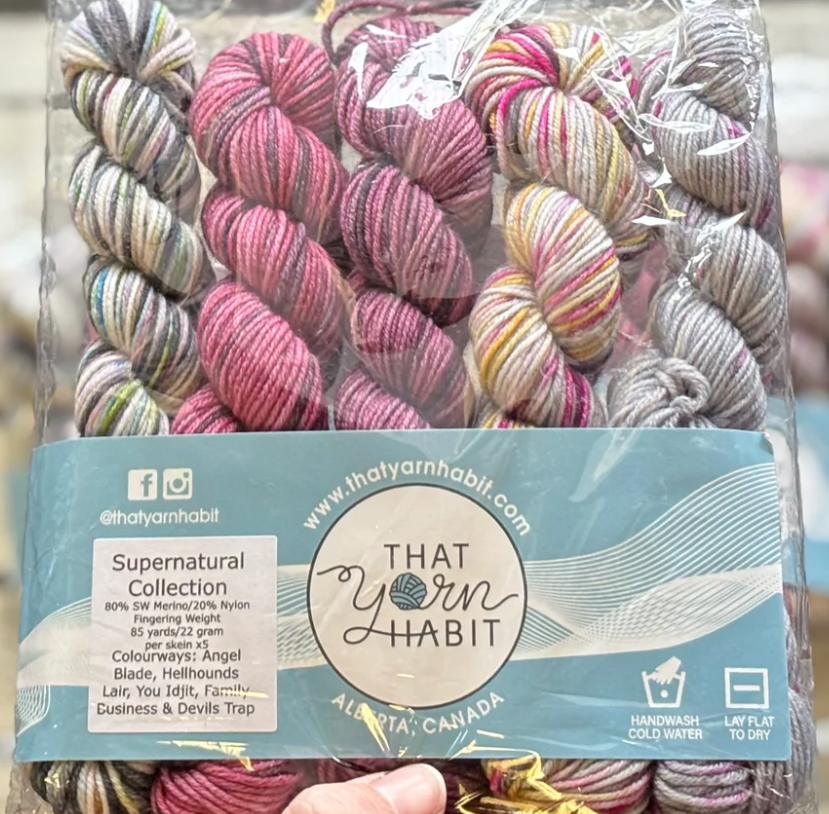 @thatyarnhabit
Supernatural
Collection
80% SW Merino/20% Nylon
Fingering Weight
85 yards/22 gram
per skein x5
Colourways: Angel
Blade, Hellhounds
Lair, You Idjit, Family
Business & Devils Trap
www.thatyarnhabit.com
THAT
Yarn
HABIT
ALBERTA, CANADA
HANDWASH
COLD WATER
LAY FLAT
TO DRY